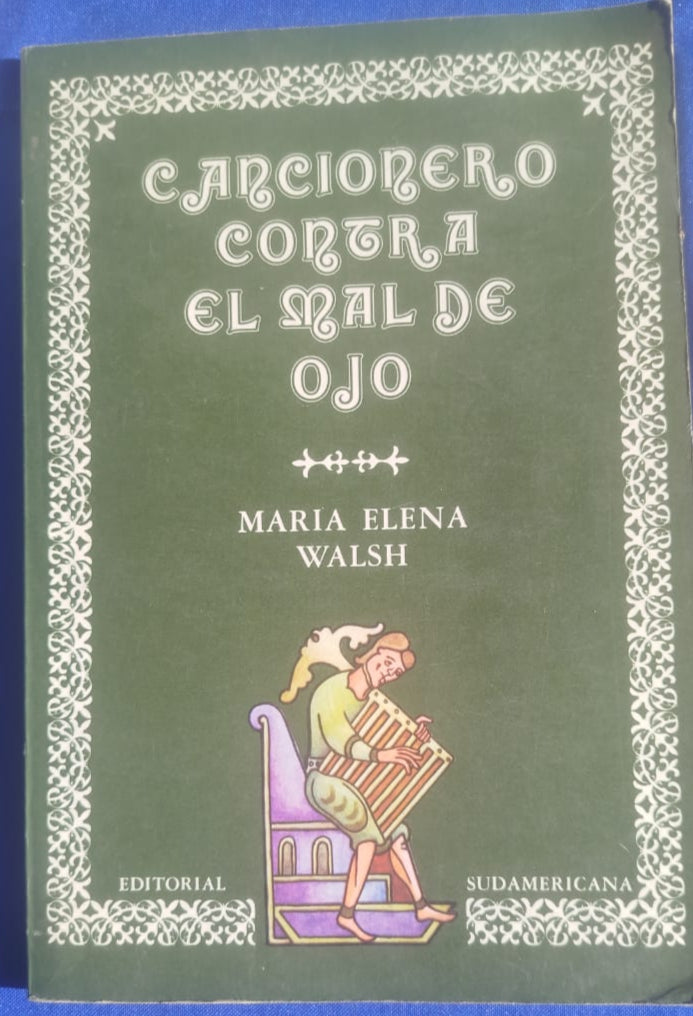 CANCIONERO
CONTRA
EL MAL DE
OJO
MARIA ELENA
WALSH
EDITORIAL SUDAMERICANA